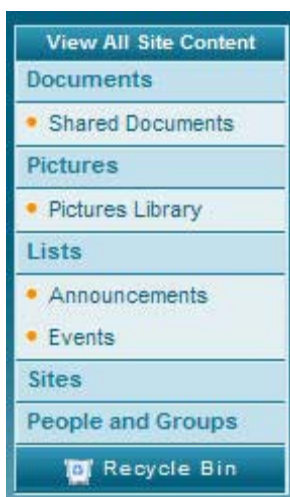 View All Site Content
Documents
Shared Documents
Pictures
Pictures Library
Lists
Announcements
Events
Sites
People and Groups
Recycle Bin